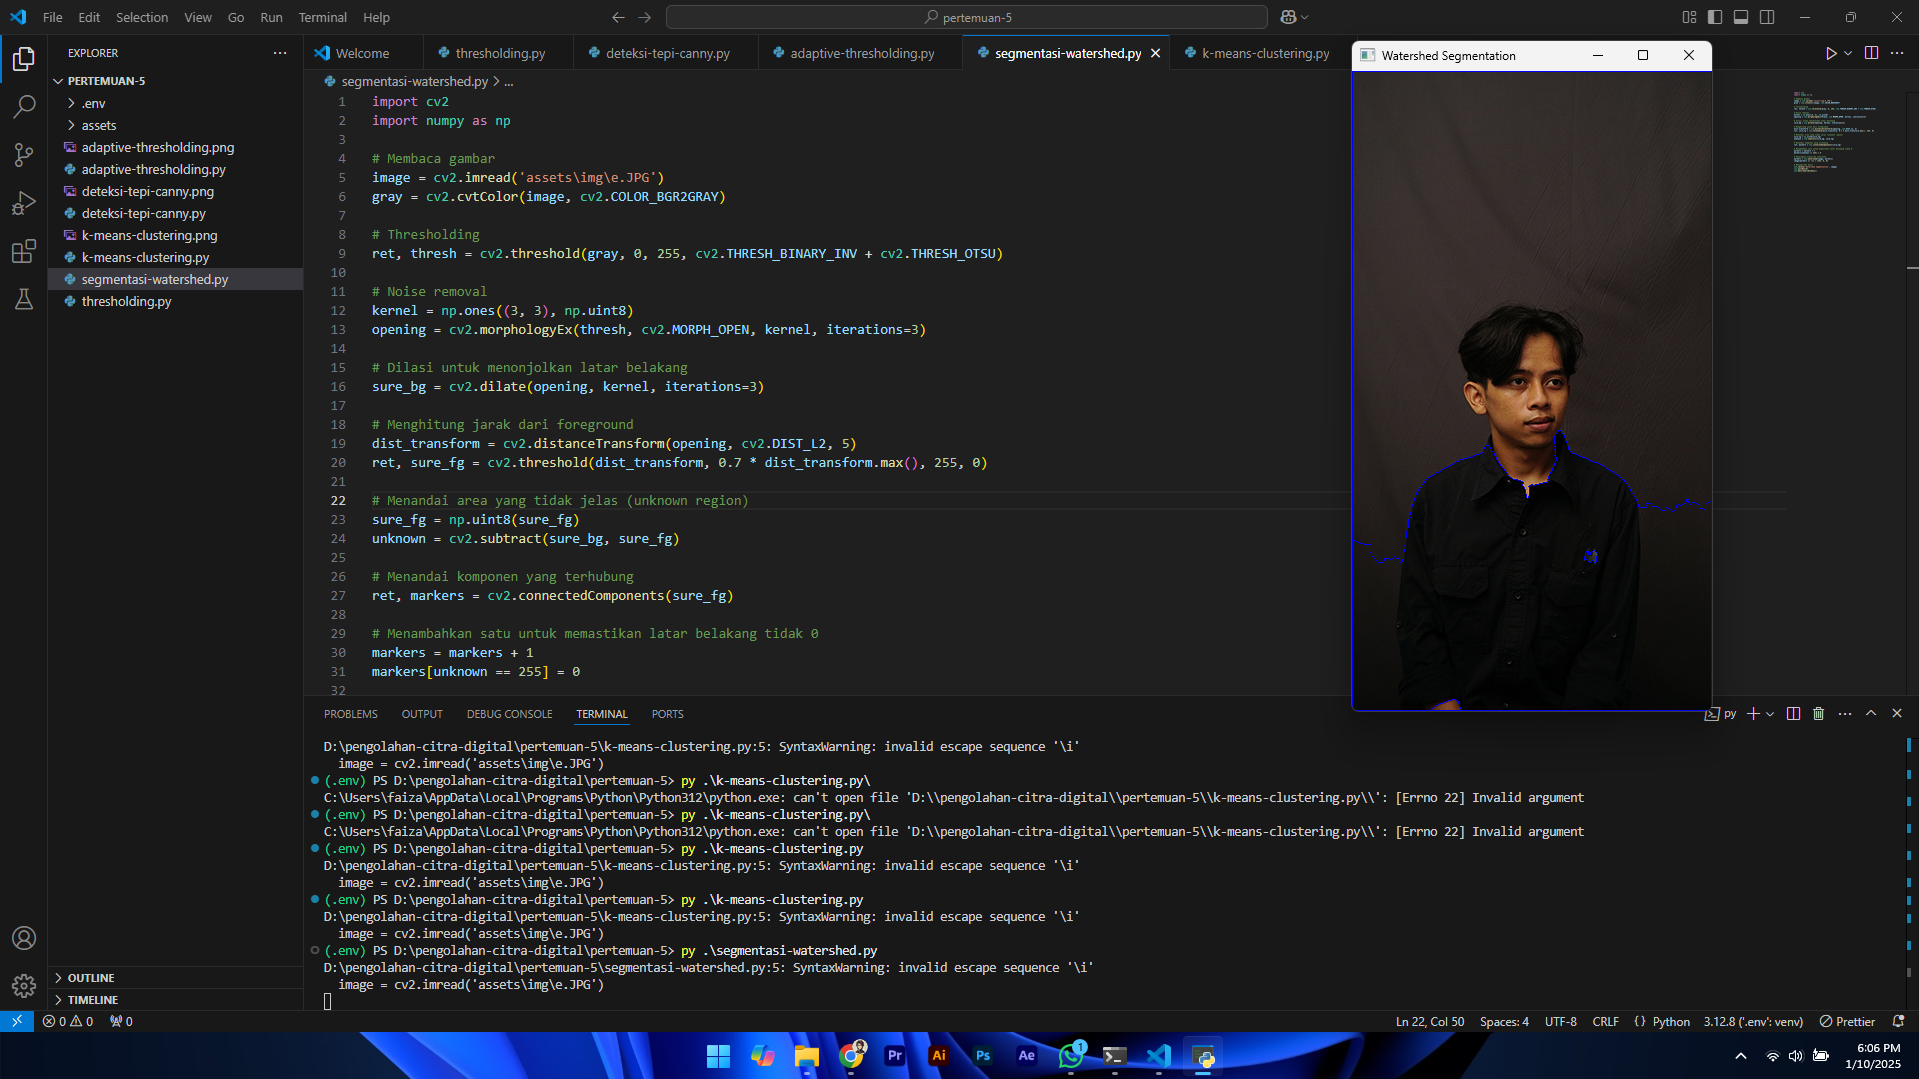 File Edit Selection View Go Run Terminal Help
pertemuan-5
EXPLORER
PERTEMUAN-5
.env
assets
adaptive-thresholding.png
adaptive-thresholding.py
deteksi-tepi-canny.png
deteksi-tepi-canny.py
k-means-clustering.png
k-means-clustering.py
segmentasi-watershed.py
thresholding.py
OUTLINE
TIMELINE
Welcome thresholding.py deteksi-tepi-canny.py adaptive-thresholding.py segmentasi-watershed.py k-means-clustering.py
segmentasi-watershed.py > ...
1 import cv2
2 import numpy as np
3
4 # Membaca gambar
5 image = cv2.imread('assets\img\e.JPG')
6 gray = cv2.cvtColor(image, cv2.COLOR_BGR2GRAY)
7
8 # Thresholding
9 ret, thresh = cv2.threshold(gray, 0, 255, cv2.THRESH_BINARY_INV + cv2.THRESH_OTSU)
10
11 # Noise removal
12 kernel = np.ones((3, 3), np.uint8)
13 opening = cv2.morphologyEx(thresh, cv2.MORPH_OPEN, kernel, iterations=3)
14
15 # Dilasi untuk menonjolkan latar belakang
16 sure_bg = cv2.dilate(opening, kernel, iterations=3)
17
18 # Menghitung jarak dari foreground
19 dist_transform = cv2.distanceTransform(opening, cv2.DIST_L2, 5)
20 ret, sure_fg = cv2.threshold(dist_transform, 0.7 * dist_transform.max(), 255, 0)
21
22 # Menandai area yang tidak jelas (unknown region)
23 sure_fg = np.uint8(sure_fg)
24 unknown = cv2.subtract(sure_bg, sure_fg)
25
26 # Menandai komponen yang terhubung
27 ret, markers = cv2.connectedComponents(sure_fg)
28
29 # Menambahkan satu untuk memastikan latar belakang tidak 0
30 markers = markers + 1
31 markers[unknown == 255] = 0
32
Watershed Segmentation
PROBLEMS OUTPUT DEBUG CONSOLE TERMINAL PORTS
py
D:\pengolahan-citra-digital\pertemuan-5\k-means-clustering.py:5: SyntaxWarning: invalid escape sequence '\i'
image = cv2.imread('assets\img\e.JPG')
(.env) PS D:\pengolahan-citra-digital\pertemuan-5> py .\k-means-clustering.py\
C:\Users\faiza\AppData\Local\Programs\Python\Python312\python.exe: can't open file 'D:\\pengolahan-citra-digital\\pertemuan-5\\k-means-clustering.py\\': [Errno 22] Invalid argument
(.env) PS D:\pengolahan-citra-digital\pertemuan-5> py .\k-means-clustering.py\
C:\Users\faiza\AppData\Local\Programs\Python\Python312\python.exe: can't open file 'D:\\pengolahan-citra-digital\\pertemuan-5\\k-means-clustering.py\\': [Errno 22] Invalid argument
(.env) PS D:\pengolahan-citra-digital\pertemuan-5> py .\k-means-clustering.py
D:\pengolahan-citra-digital\pertemuan-5\k-means-clustering.py:5: SyntaxWarning: invalid escape sequence '\i'
image = cv2.imread('assets\img\e.JPG')
(.env) PS D:\pengolahan-citra-digital\pertemuan-5> py .\k-means-clustering.py
D:\pengolahan-citra-digital\pertemuan-5\k-means-clustering.py:5: SyntaxWarning: invalid escape sequence '\i'
image = cv2.imread('assets\img\e.JPG')
(.env) PS D:\pengolahan-citra-digital\pertemuan-5> py .\segmentasi-watershed.py
D:\pengolahan-citra-digital\pertemuan-5\segmentasi-watershed.py:5: SyntaxWarning: invalid escape sequence '\i'
image = cv2.imread('assets\img\e.JPG')
0 0 0 Ln 22, Col 50 Spaces: 4 UTF-8 CRLF {} Python 3.12.8 ('.env': venv) Prettier
Pr Ai Ps Ae 1
6:06 PM
1/10/2025